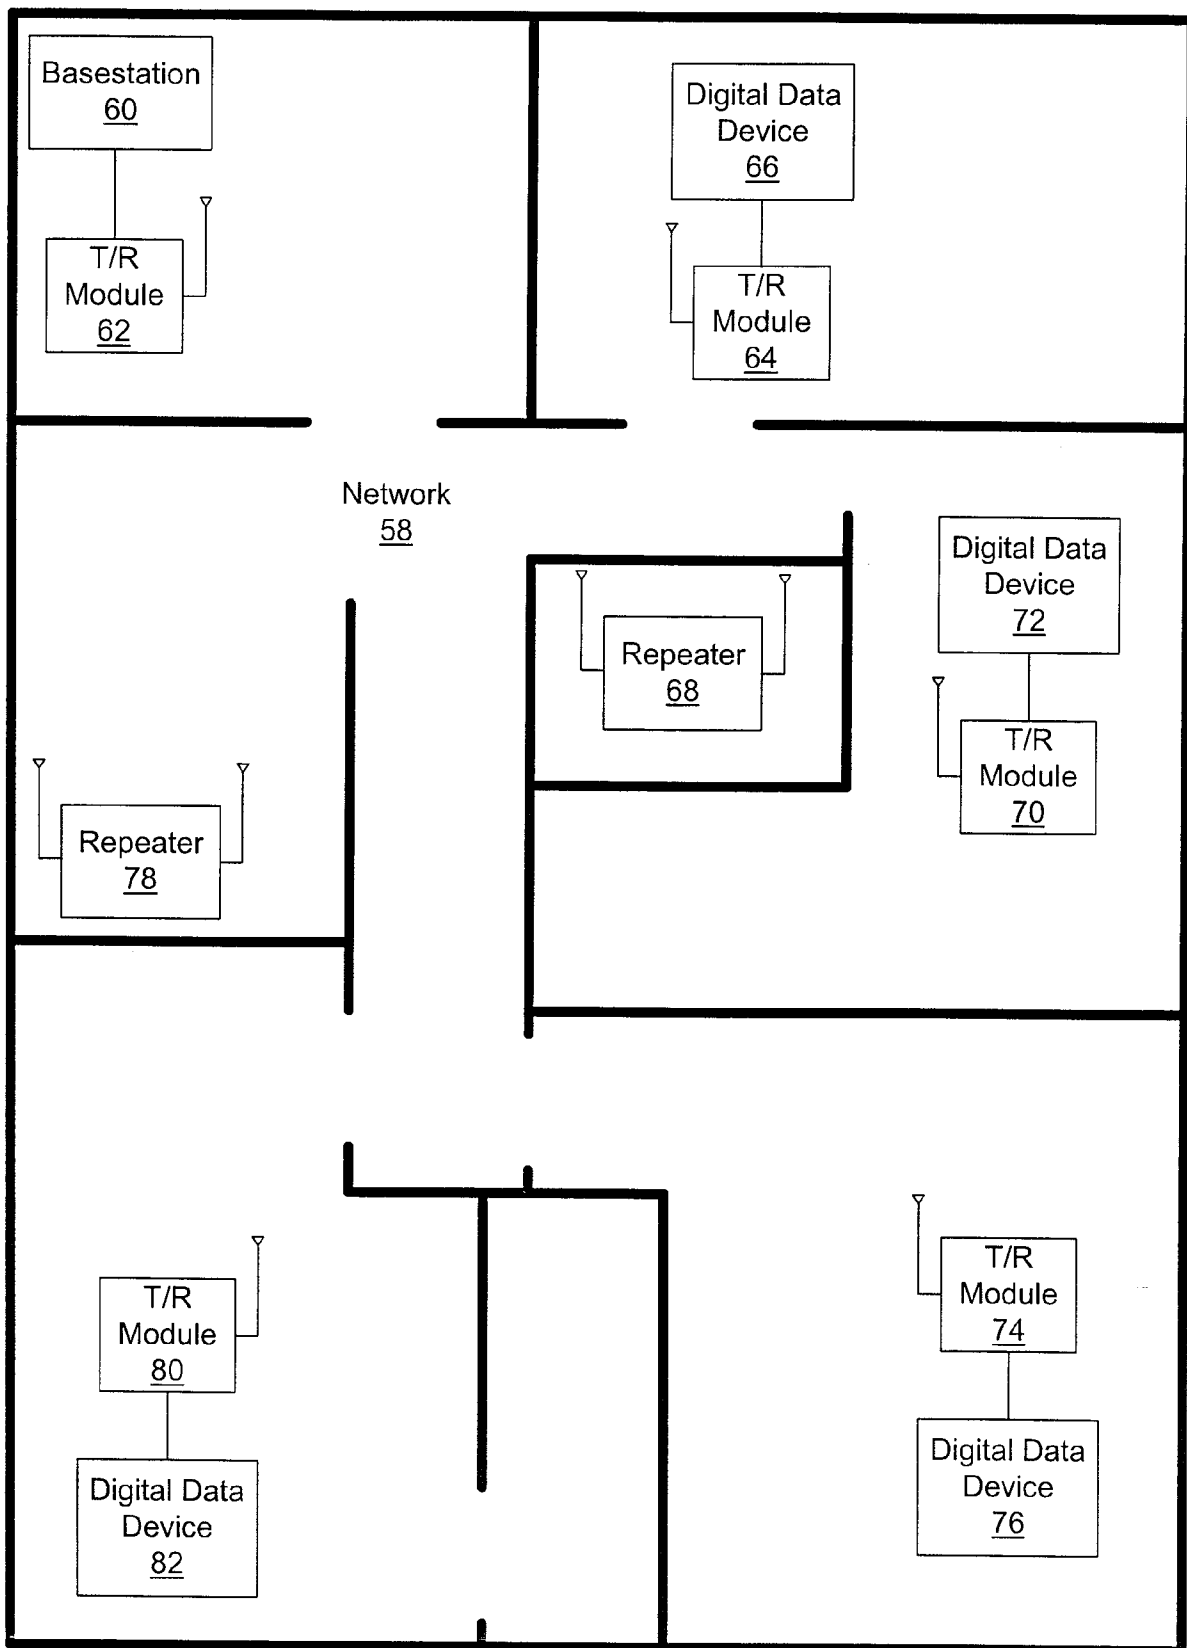 Basestation
60
T/R
Module
62
Digital Data
Device
66
T/R
Module
64
Network
58
Repeater
68
Digital Data
Device
72
T/R
Module
70
Repeater
78
T/R
Module
80
Digital Data
Device
82
T/R
Module
74
Digital Data
Device
76